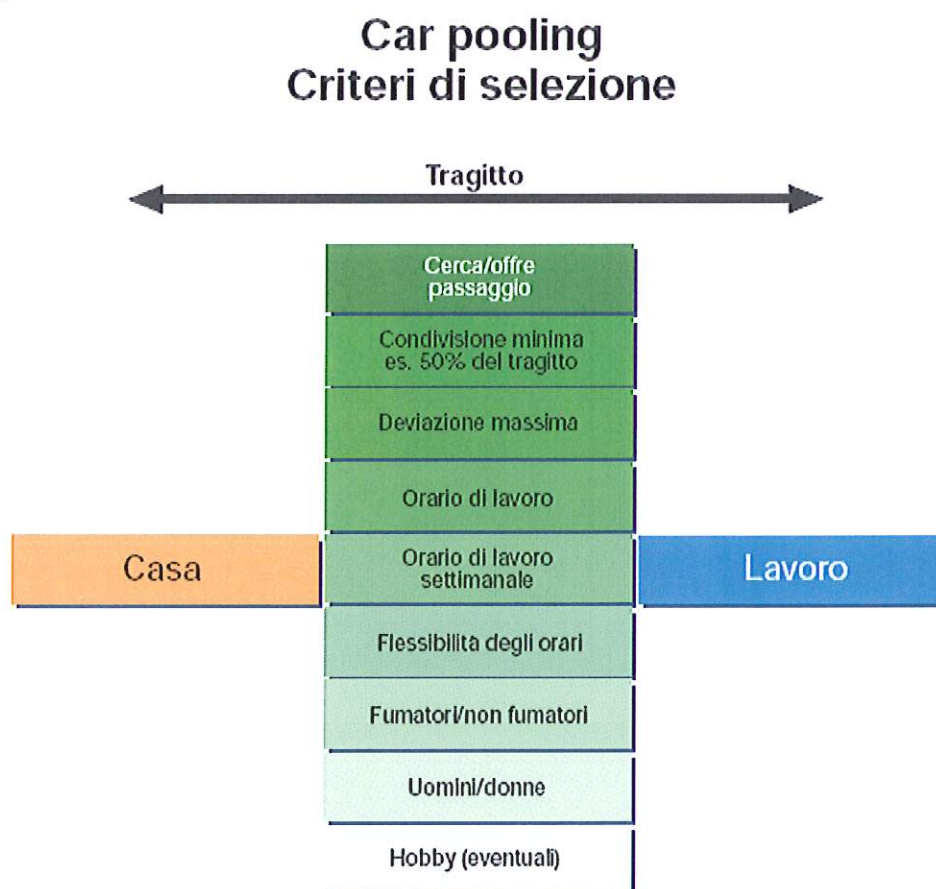 Car pooling
Criteri di selezione
Tragitto
Cerca/offre
passaggio
Condivisione minima
es. 50% del tragitto
Deviazione massima
Orario di lavoro
Casa
Orario di lavoro
settimanale
Lavoro
Flessibilità degli orari
Fumatori/non fumatori
Uomini/donne
Hobby (eventuali)